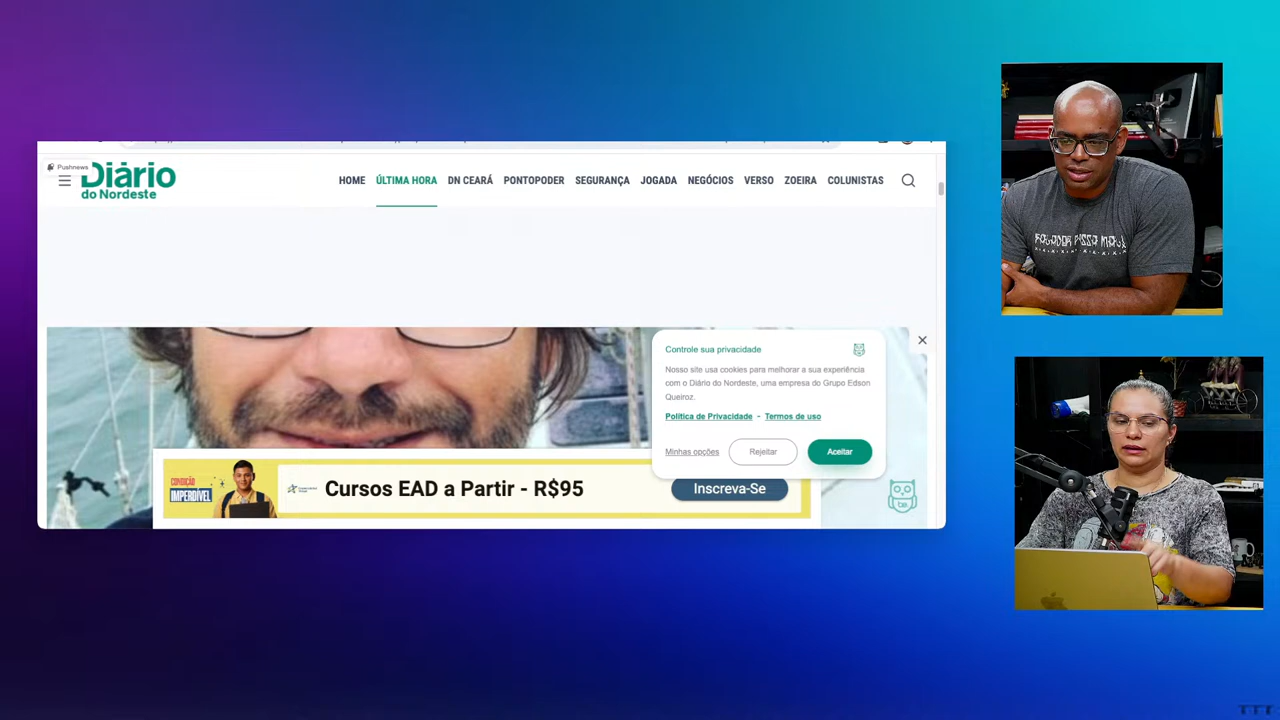 Pushnews
Diário
do Nordeste
HOME ÚLTIMA HORA DN CEARÁ PONTOPODER SEGURANÇA JOGADA NEGÓCIOS VERSO ZOEIRA COLUNISTAS
Controle sua privacidade
Nosso site usa cookies para melhorar a sua experiência
com o Diário do Nordeste, uma empresa do Grupo Edson
Queiroz.
Política de Privacidade - Termos de uso
Minhas opções Rejeitar Aceitar
CONDIÇÃO
IMPERDÍVEL
Cursos EAD a Partir - R$95
Inscreva-Se